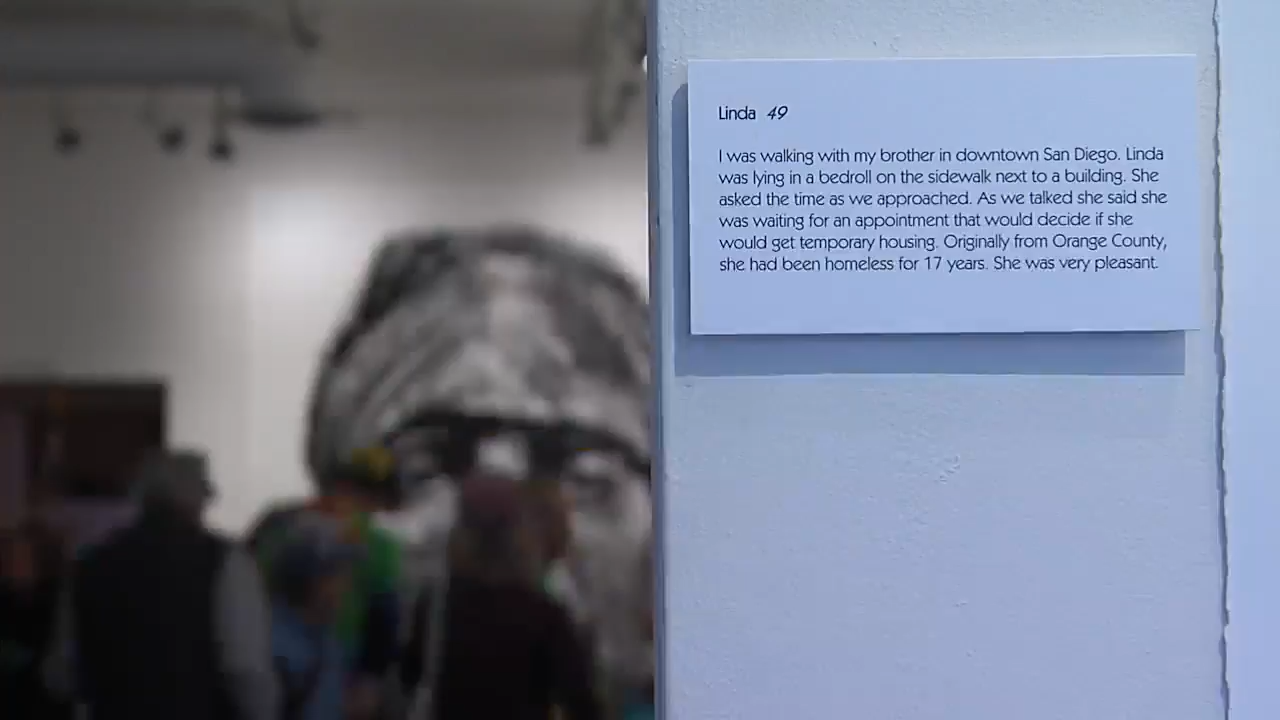 Linda 49
I was walking with my brother in downtown San Diego. Linda
was lying in a bedroll on the sidewalk next to a building. She
asked the time as we approached. As we talked she said she
was waiting for an appointment that would decide if she
would get temporary housing. Originally from Orange County,
she had been homeless for 17 years. She was very pleasant.